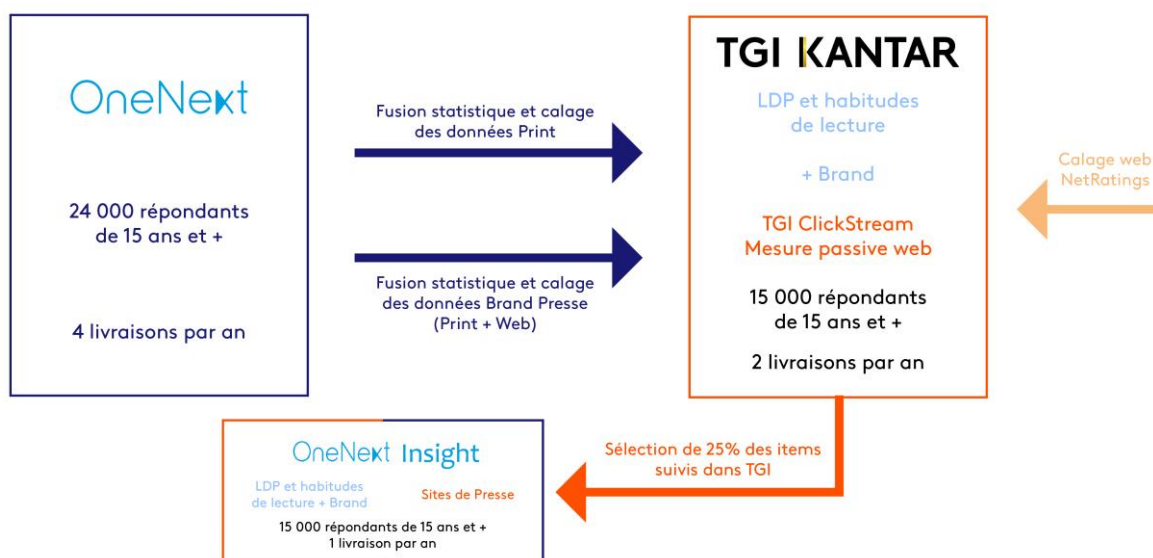 OneNext
24 000 répondants
de 15 ans et +
4 livraisons par an
Fusion statistique et calage
des données Print
Fusion statistique et calage
des données Brand Presse
(Print + Web)
TGI KANTAR
LDP et habitudes
de lecture
+ Brand
TGI ClickStream
Mesure passive web
15 000 répondants
de 15 ans et +
2 livraisons par an
Calage web
NetRatings
Sélection de 25% des items
suivis dans TGI
OneNext Insight
LDP et habitudes
de lecture + Brand
Sites de Presse
15 000 répondants de 15 ans et +
1 livraison par an